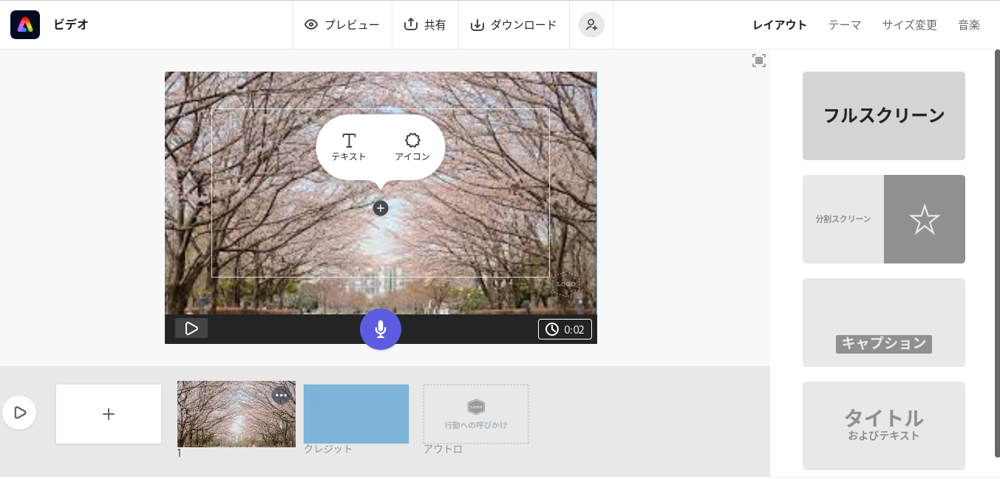 ビデオ
プレビュー
共有
ダウンロード
レイアウト
テーマ
サイズ変更
音楽
テキスト
アイコン
LOGO
0:02
フルスクリーン
分割スクリーン
キャプション
タイトル
およびテキスト
LOGO
行動への呼びかけ
1
クレジット
アウトロ